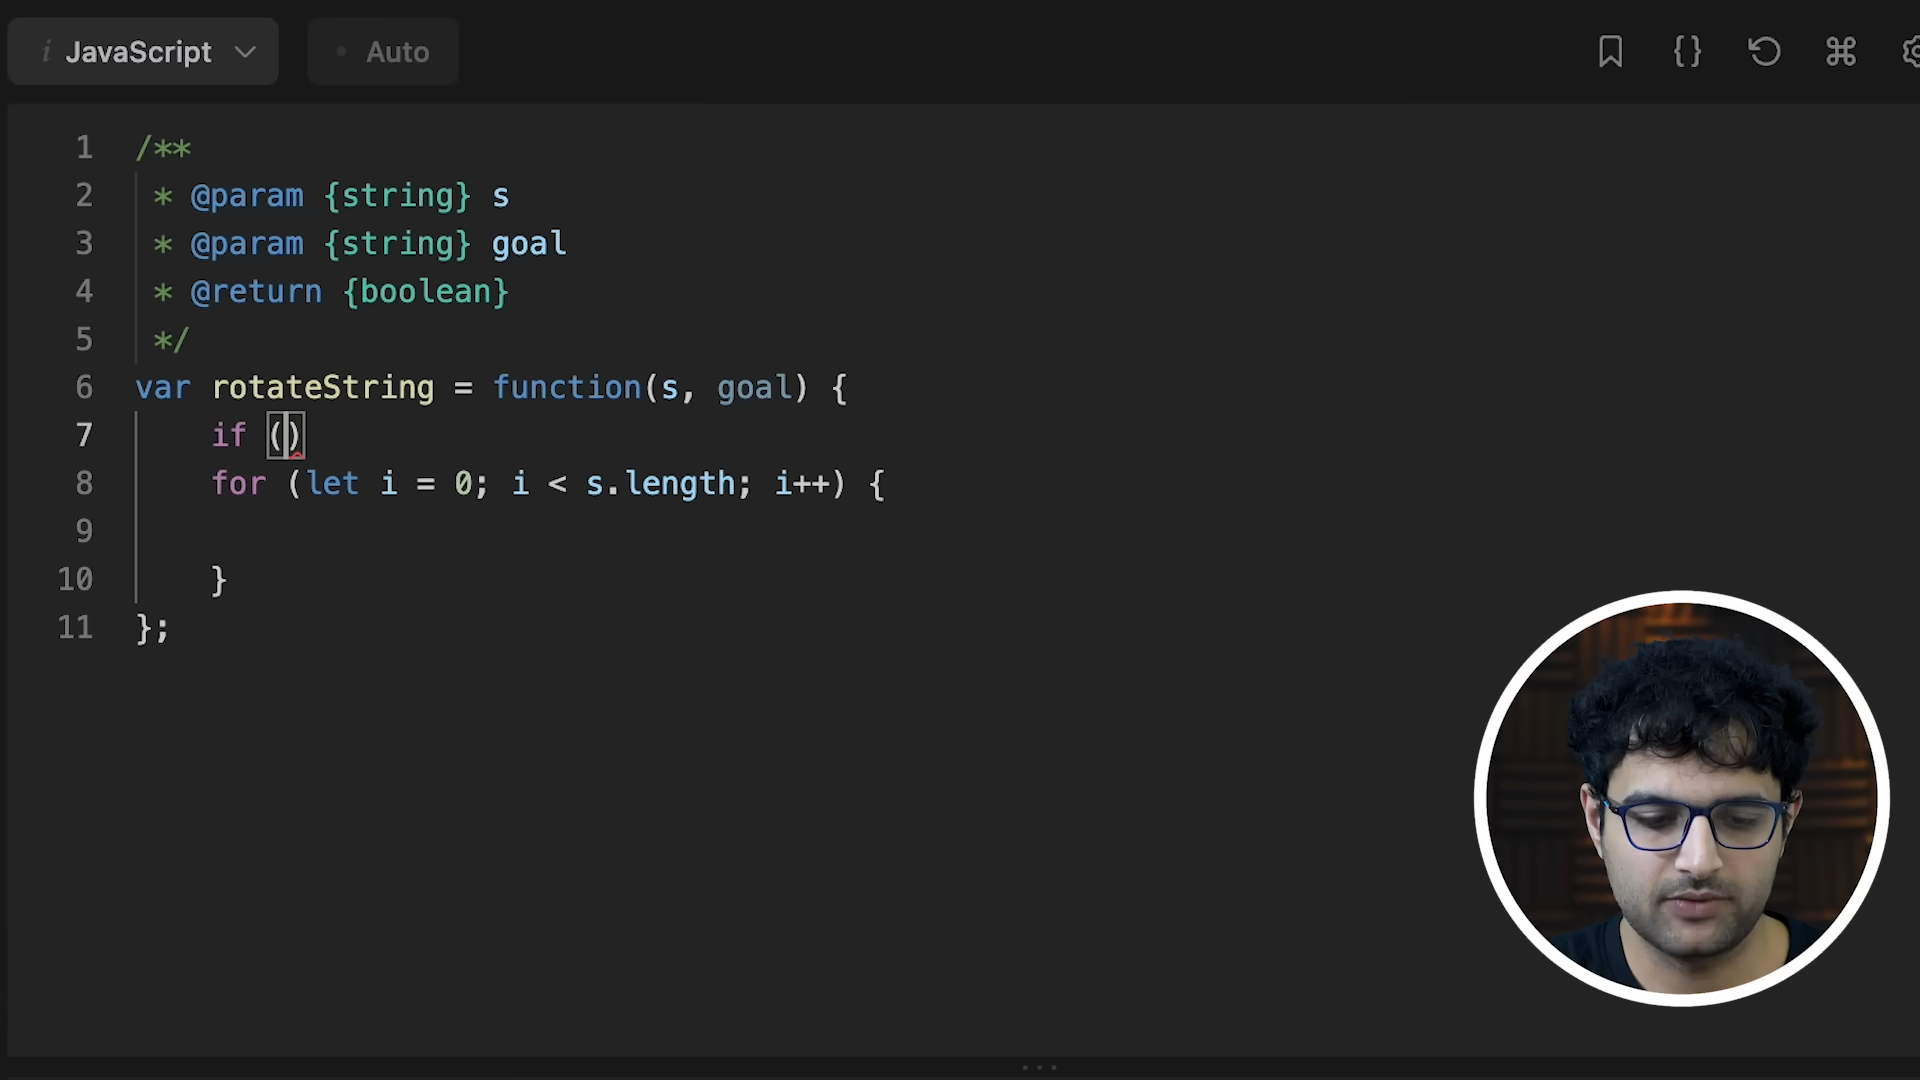 JavaScript
Auto
1 /**
2 * @param {string} s
3 * @param {string} goal
4 * @return {boolean}
5 */
6 var rotateString = function(s, goal) {
7 if ()
8 for (let i = 0; i < s.length; i++) {
9
10 }
11 };